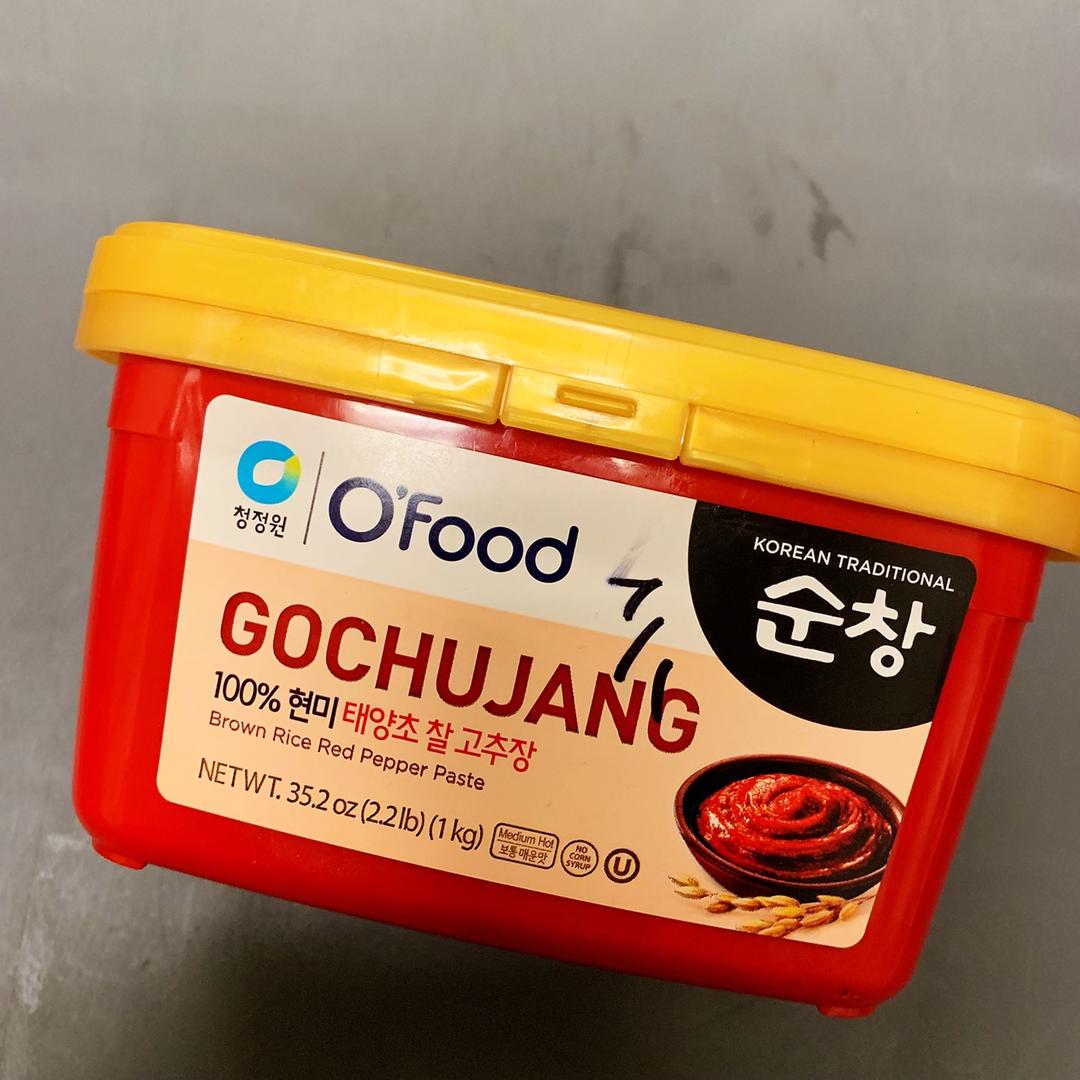 청정원
O'Food
KOREAN TRADITIONAL
순창
GOCHUJANG
100% 현미 태양초 찰 고추장
Brown Rice Red Pepper Paste
NET WT. 35.2 oz (2.2 lb) (1 kg)
Medium Hot
보통 매운맛
NO
CORN
SYRUP
U